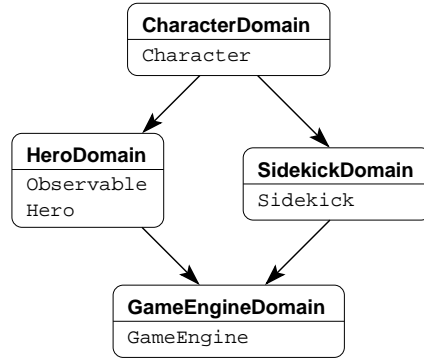 CharacterDomain
Character
HeroDomain
Observable
Hero
SidekickDomain
Sidekick
GameEngineDomain
GameEngine